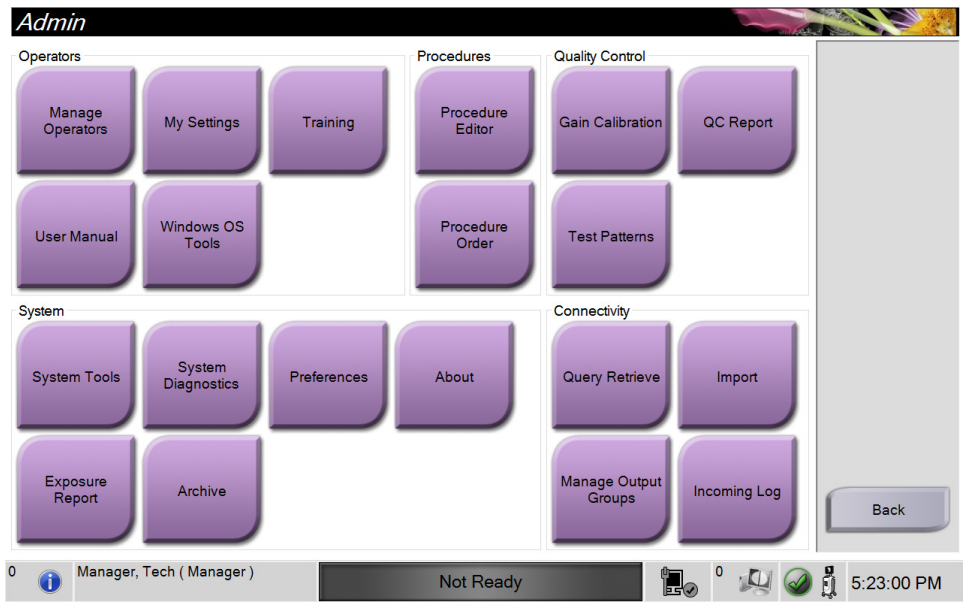 Admin
Operators
Manage
Operators
My Settings
Training
User Manual
Windows OS
Tools
Procedures
Procedure
Editor
Procedure
Order
Quality Control
Gain Calibration
QC Report
Test Patterns
System
System Tools
System
Diagnostics
Preferences
About
Exposure
Report
Archive
Connectivity
Query Retrieve
Import
Manage Output
Groups
Incoming Log
Back
0
Manager, Tech ( Manager )
Not Ready
0
5:23:00 PM